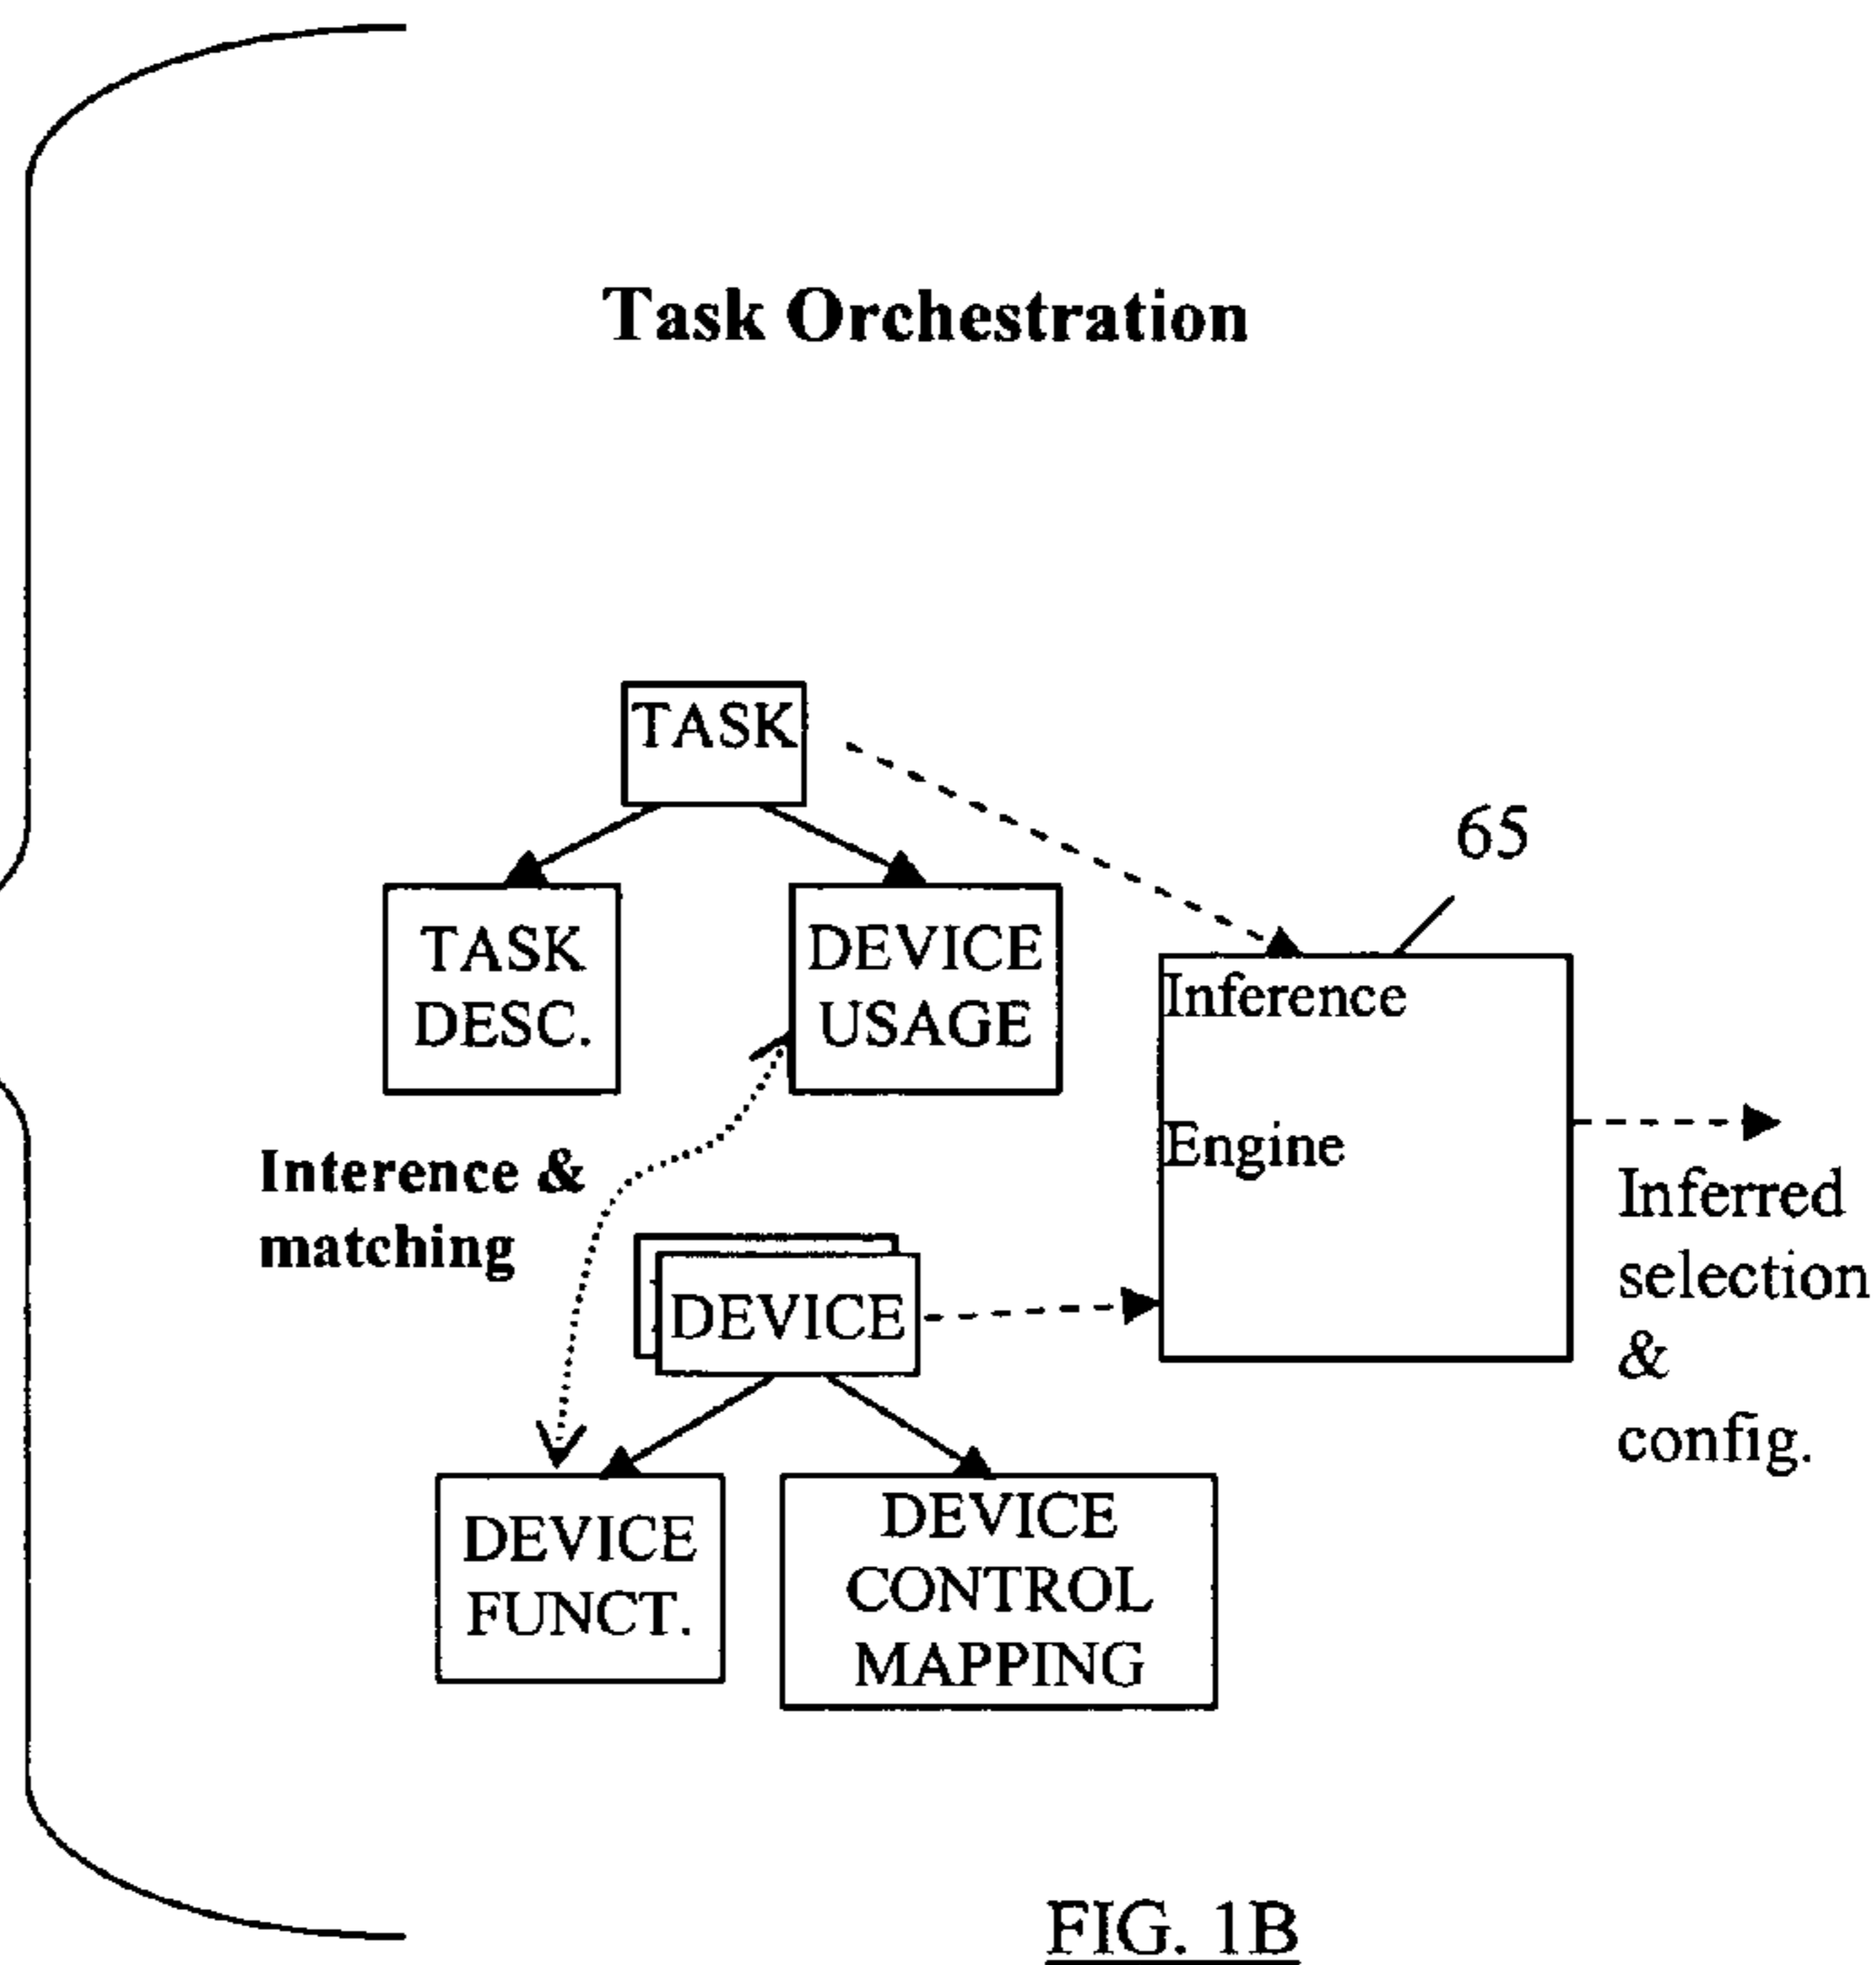 Task Orchestration
TASK
65
TASK
DESC.
DEVICE
USAGE
Inference
Engine
Interence &
matching
DEVICE
Inferred
selection
&
config.
DEVICE
FUNCT.
DEVICE
CONTROL
MAPPING
FIG. 1B